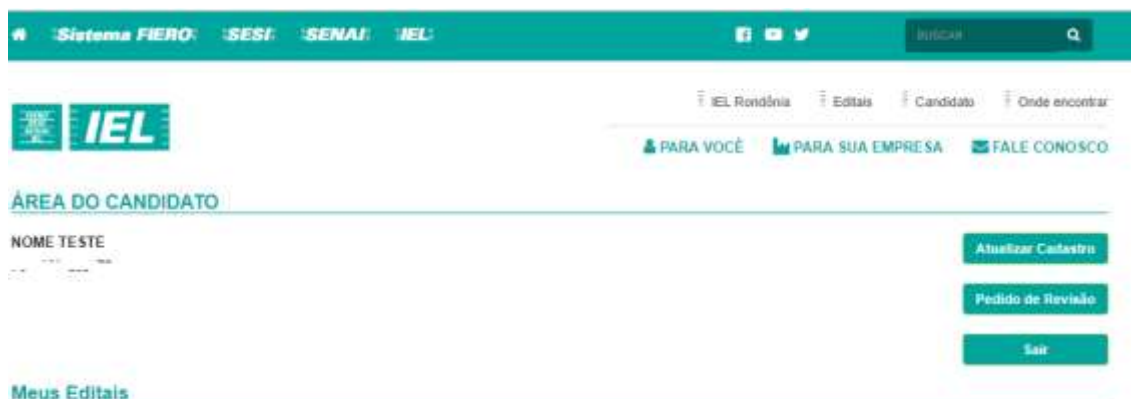 Sistema FIERO SESI SENAI IEL BUSCAR
IEL Rondônia Editais Candidato Onde encontrar
IEL
PARA VOCÊ PARA SUA EMPRESA FALE CONOSCO
ÁREA DO CANDIDATO
NOME TESTE
Atualizar Cadastro
Pedido de Revisão
Sair
Meus Editais